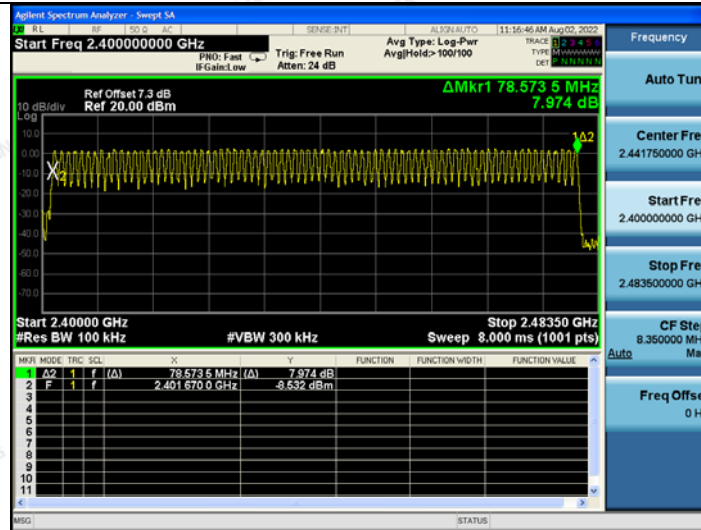 Agilent Spectrum Analyzer - Swept SA
RL RF 50 Ω AC SENSE:INT ALIGN AUTO 11:16:46 AM Aug 02, 2022
Start Freq 2.400000000 GHz
PNO: Fast
IFGain:Low
Trig: Free Run
Atten: 24 dB
Avg Type: Log-Pwr
Avg|Hold:> 100/100
TRACE 1 2 3 4 5 6
TYPE M
DET P N N N N N
Ref Offset 7.3 dB
Ref 20.00 dBm
10 dB/div
Log
ΔMkr1 78.573 5 MHz
7.974 dB
10.0
0.00
-10.0
-20.0
-30.0
-40.0
-50.0
-60.0
-70.0
1Δ2
2
Start 2.40000 GHz
Stop 2.48350 GHz
#Res BW 100 kHz
#VBW 300 kHz
Sweep 8.000 ms (1001 pts)
MKR MODE TRC SCL X Y FUNCTION FUNCTION WIDTH FUNCTION VALUE
1 Δ2 1 f (Δ) 78.573 5 MHz (Δ) 7.974 dB
2 F 1 f 2.401 670 0 GHz -8.532 dBm
3
4
5
6
7
8
9
10
11
MSG
STATUS
Frequency
Auto Tun
Center Fre
2.441750000 GH
Start Fre
2.400000000 GH
Stop Fre
2.483500000 GH
CF Ste
8.350000 MH
Auto Ma
Freq Offse
0 H